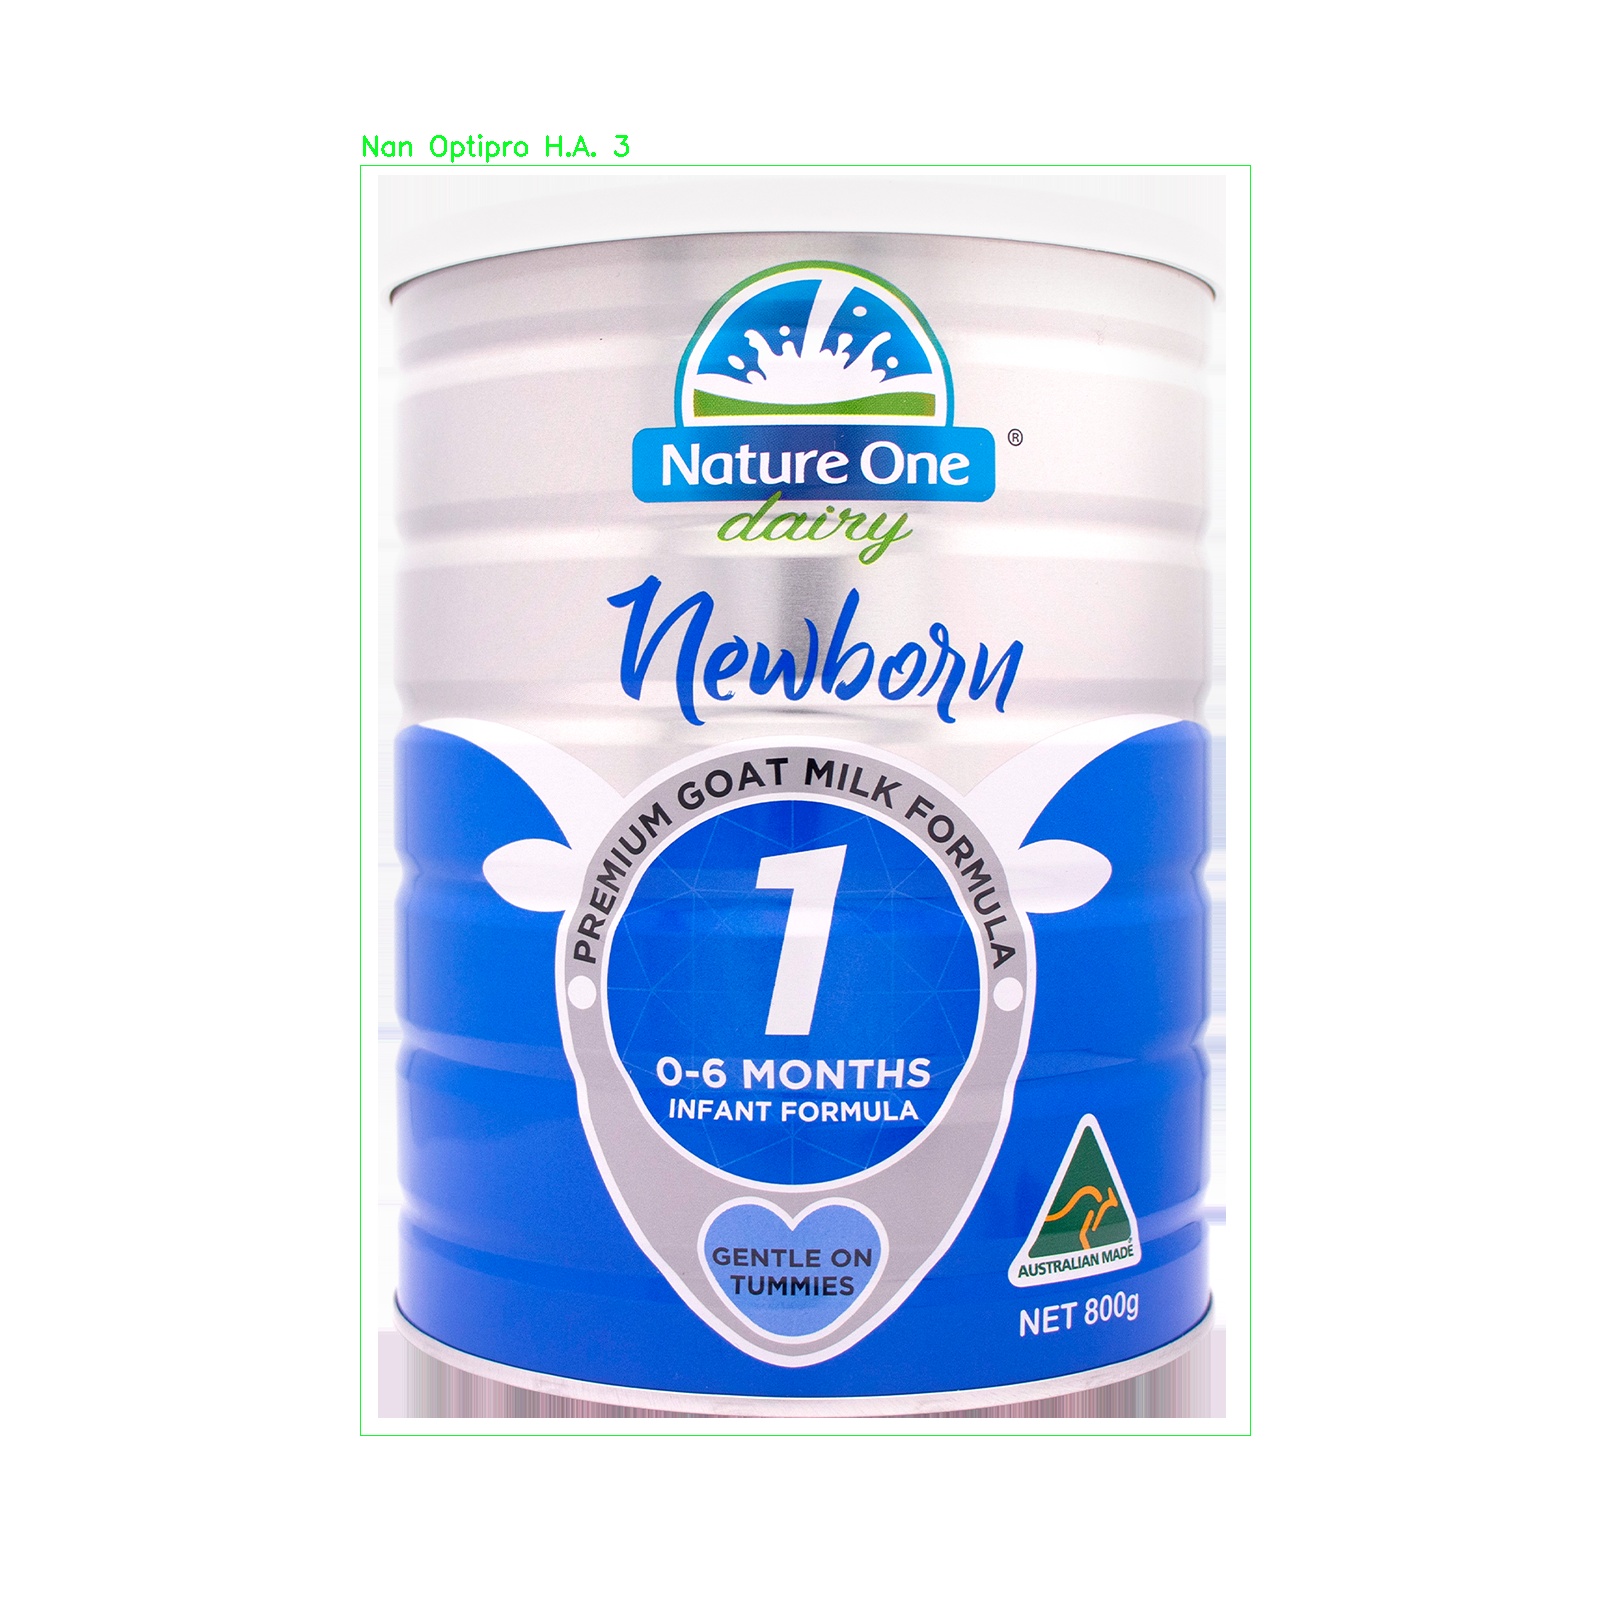 Nan Optipro H.A. 3
Nature One
®
dairy
Newborn
PREMIUM GOAT MILK FORMULA
1
0-6 MONTHS
INFANT FORMULA
GENTLE ON
TUMMIES
AUSTRALIAN MADE
NET 800g